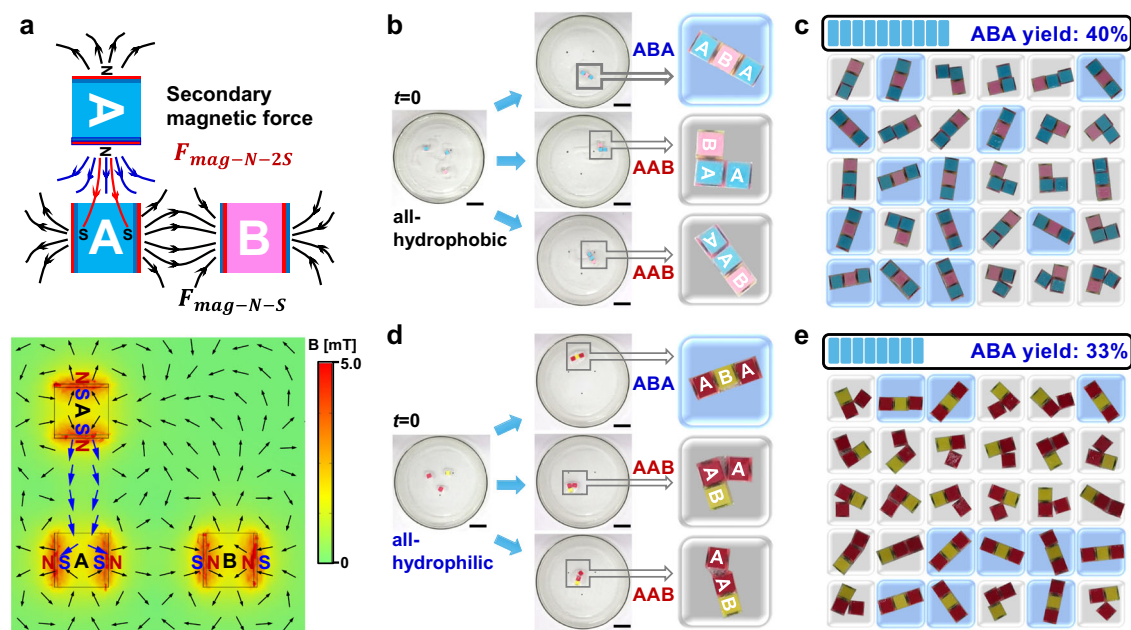 a
N
A
Secondary
magnetic force
F_mag–N–2S
N
S A S
B
F_mag–N–S
B [mT]
5.0
0
N
S
A
S
N
N S A S N
S N B N S
b
t=0
all-
hydrophobic
ABA
A B A
AAB
B
A A
AAB
A A B
c
ABA yield: 40%
d
t=0
all-
hydrophilic
ABA
A B A
AAB
A A
B
AAB
A
A
B
e
ABA yield: 33%